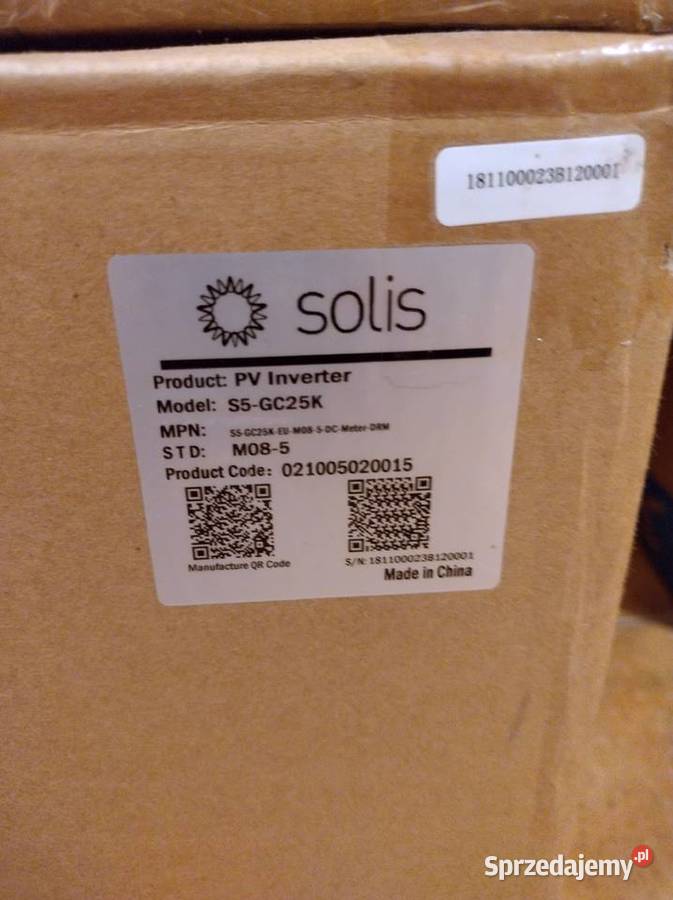 181100023B120001
solis
Product: PV Inverter
Model: S5-GC25K
MPN: S5-GC25K-EU-M08-5-DC-Meter-DRM
STD: M08-5
Product Code: 021005020015
Manufacture QR Code
S/N: 181100023B120001
Made in China
Sprzedajemy.pl